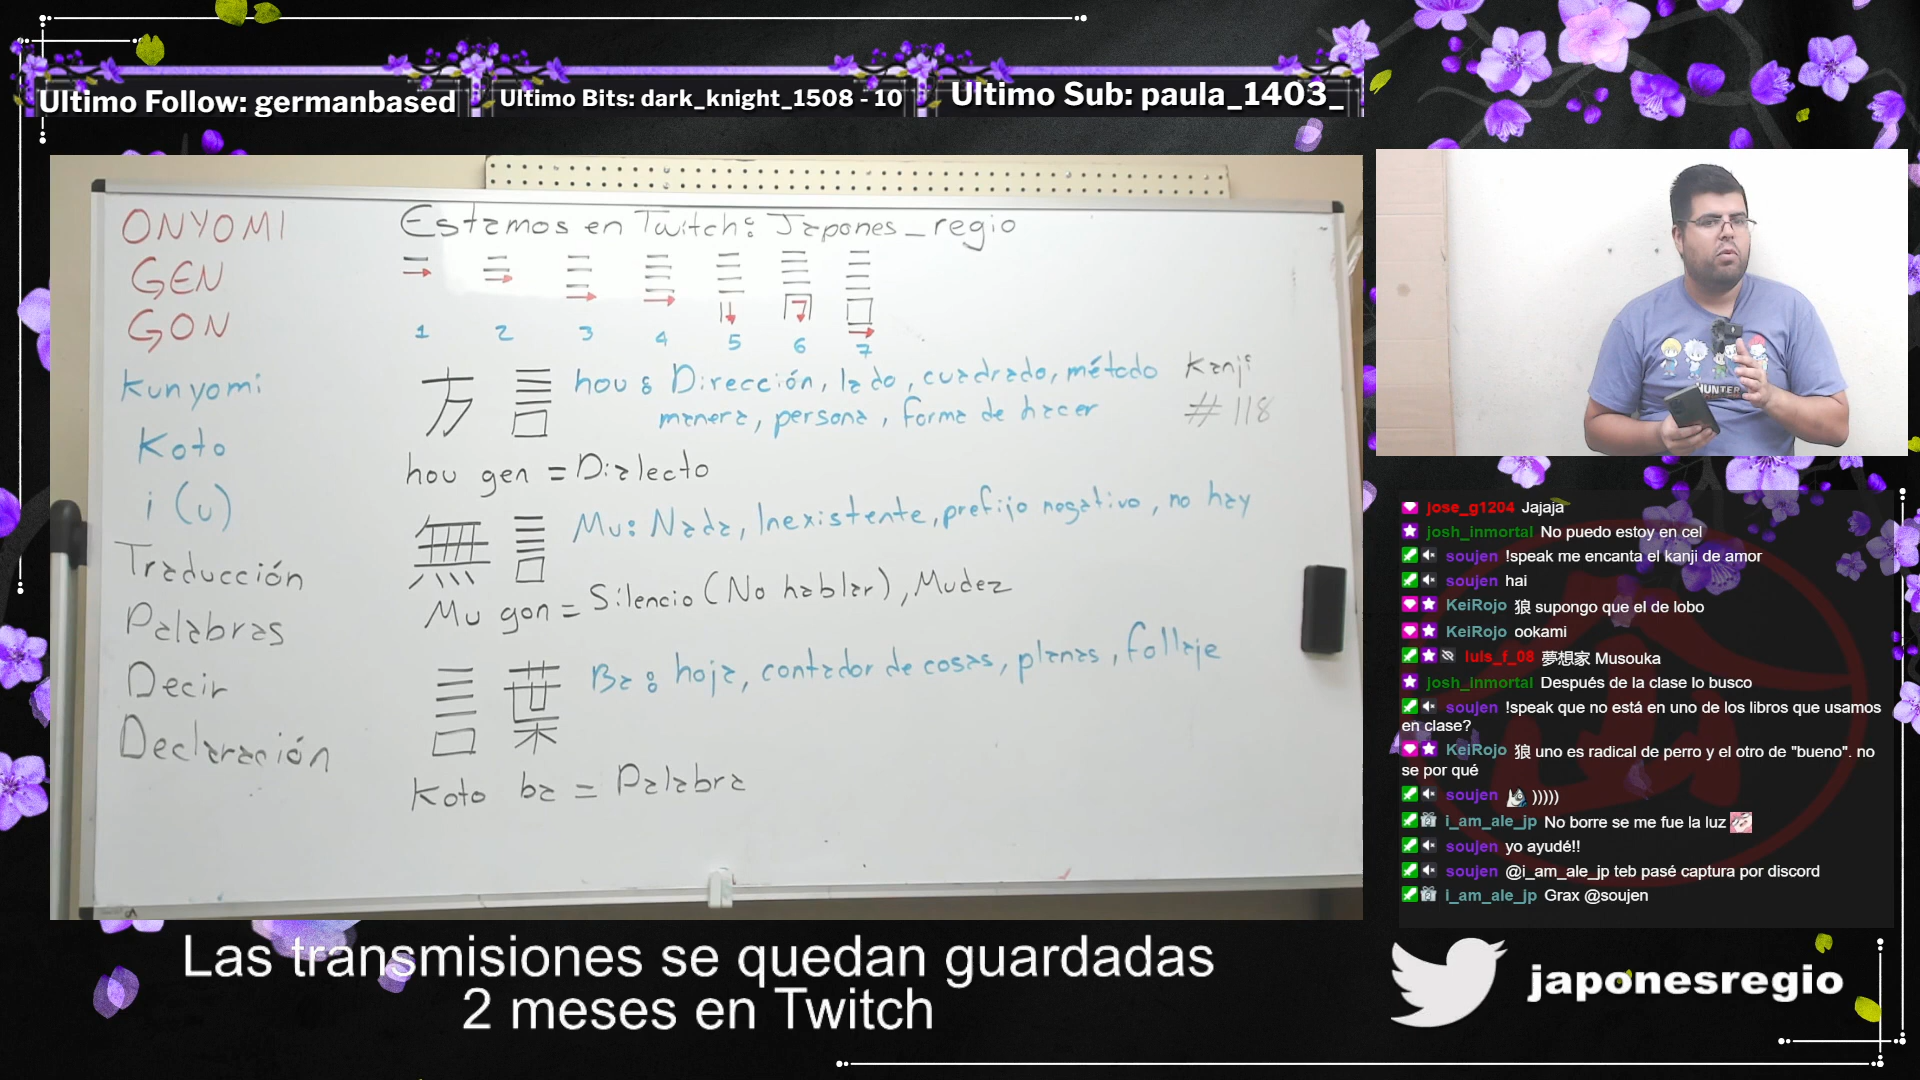 Ultimo Follow: germanbased
Ultimo Bits: dark_knight_1508 - 10
Ultimo Sub: paula_1403_
ONYOMI
GEN
GON
Kunyomi
Koto
i (u)
Traducción
Palabras
Decir
Declaración
Estamos en Twitch: Japones_regio
1 2 3 4 5 6 7
方言 hou: Dirección, lado, cuadrado, método
manera, persona, forma de hacer
Kanji
#118
hou gen = Dialecto
無言 Mu: Nada, Inexistente, prefijo negativo, no hay
Mu gon = Silencio (No hablar), Mudez
言葉 Ba: hoja, contador de cosas, planas, follaje
Koto ba = Palabra
HUNTER
jose_g1204 Jajaja
josh_inmortal No puedo estoy en cel
soujen !speak me encanta el kanji de amor
soujen hai
KeiRojo 狼 supongo que el de lobo
KeiRojo ookami
luis_f_08 夢想家 Musouka
josh_inmortal Después de la clase lo busco
soujen !speak que no está en uno de los libros que usamos
en clase?
KeiRojo 狼 uno es radical de perro y el otro de "bueno". no
se por qué
soujen )))))
i_am_ale_jp No borre se me fue la luz
soujen yo ayudé!!
soujen @i_am_ale_jp teb pasé captura por discord
i_am_ale_jp Grax @soujen
Las transmisiones se quedan guardadas
2 meses en Twitch
japonesregio